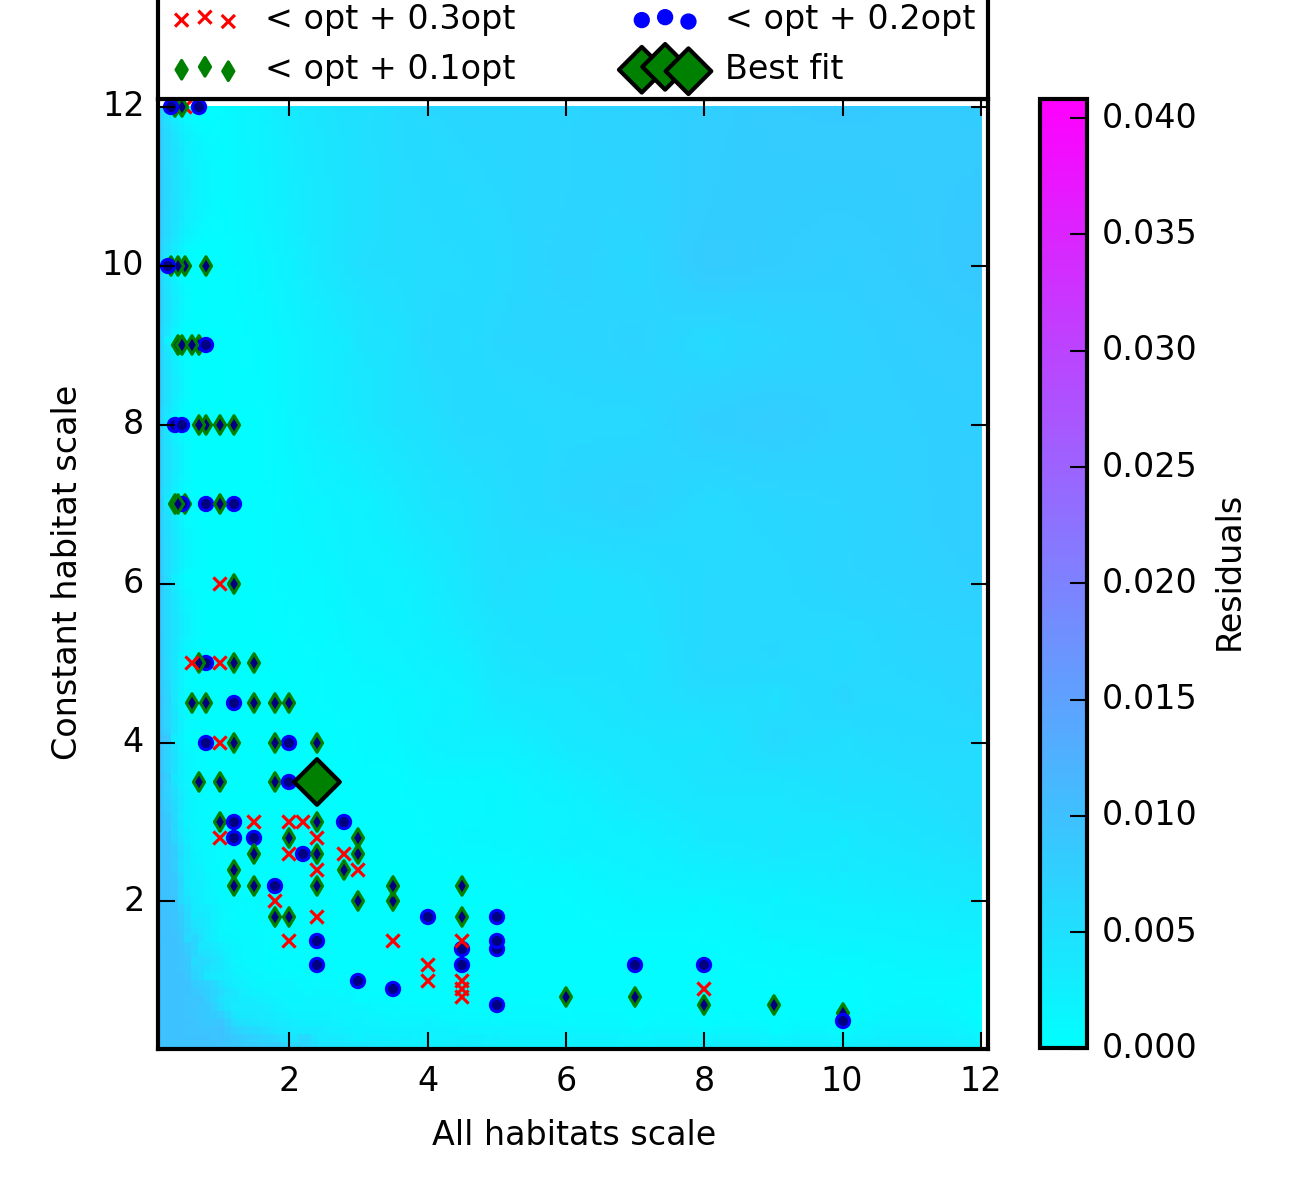 < opt + 0.3opt
< opt + 0.2opt
< opt + 0.1opt
Best fit
12
10
8
6
4
2
Constant habitat scale
2 4 6 8 10 12
All habitats scale
0.040
0.035
0.030
0.025
0.020
0.015
0.010
0.005
0.000
Residuals